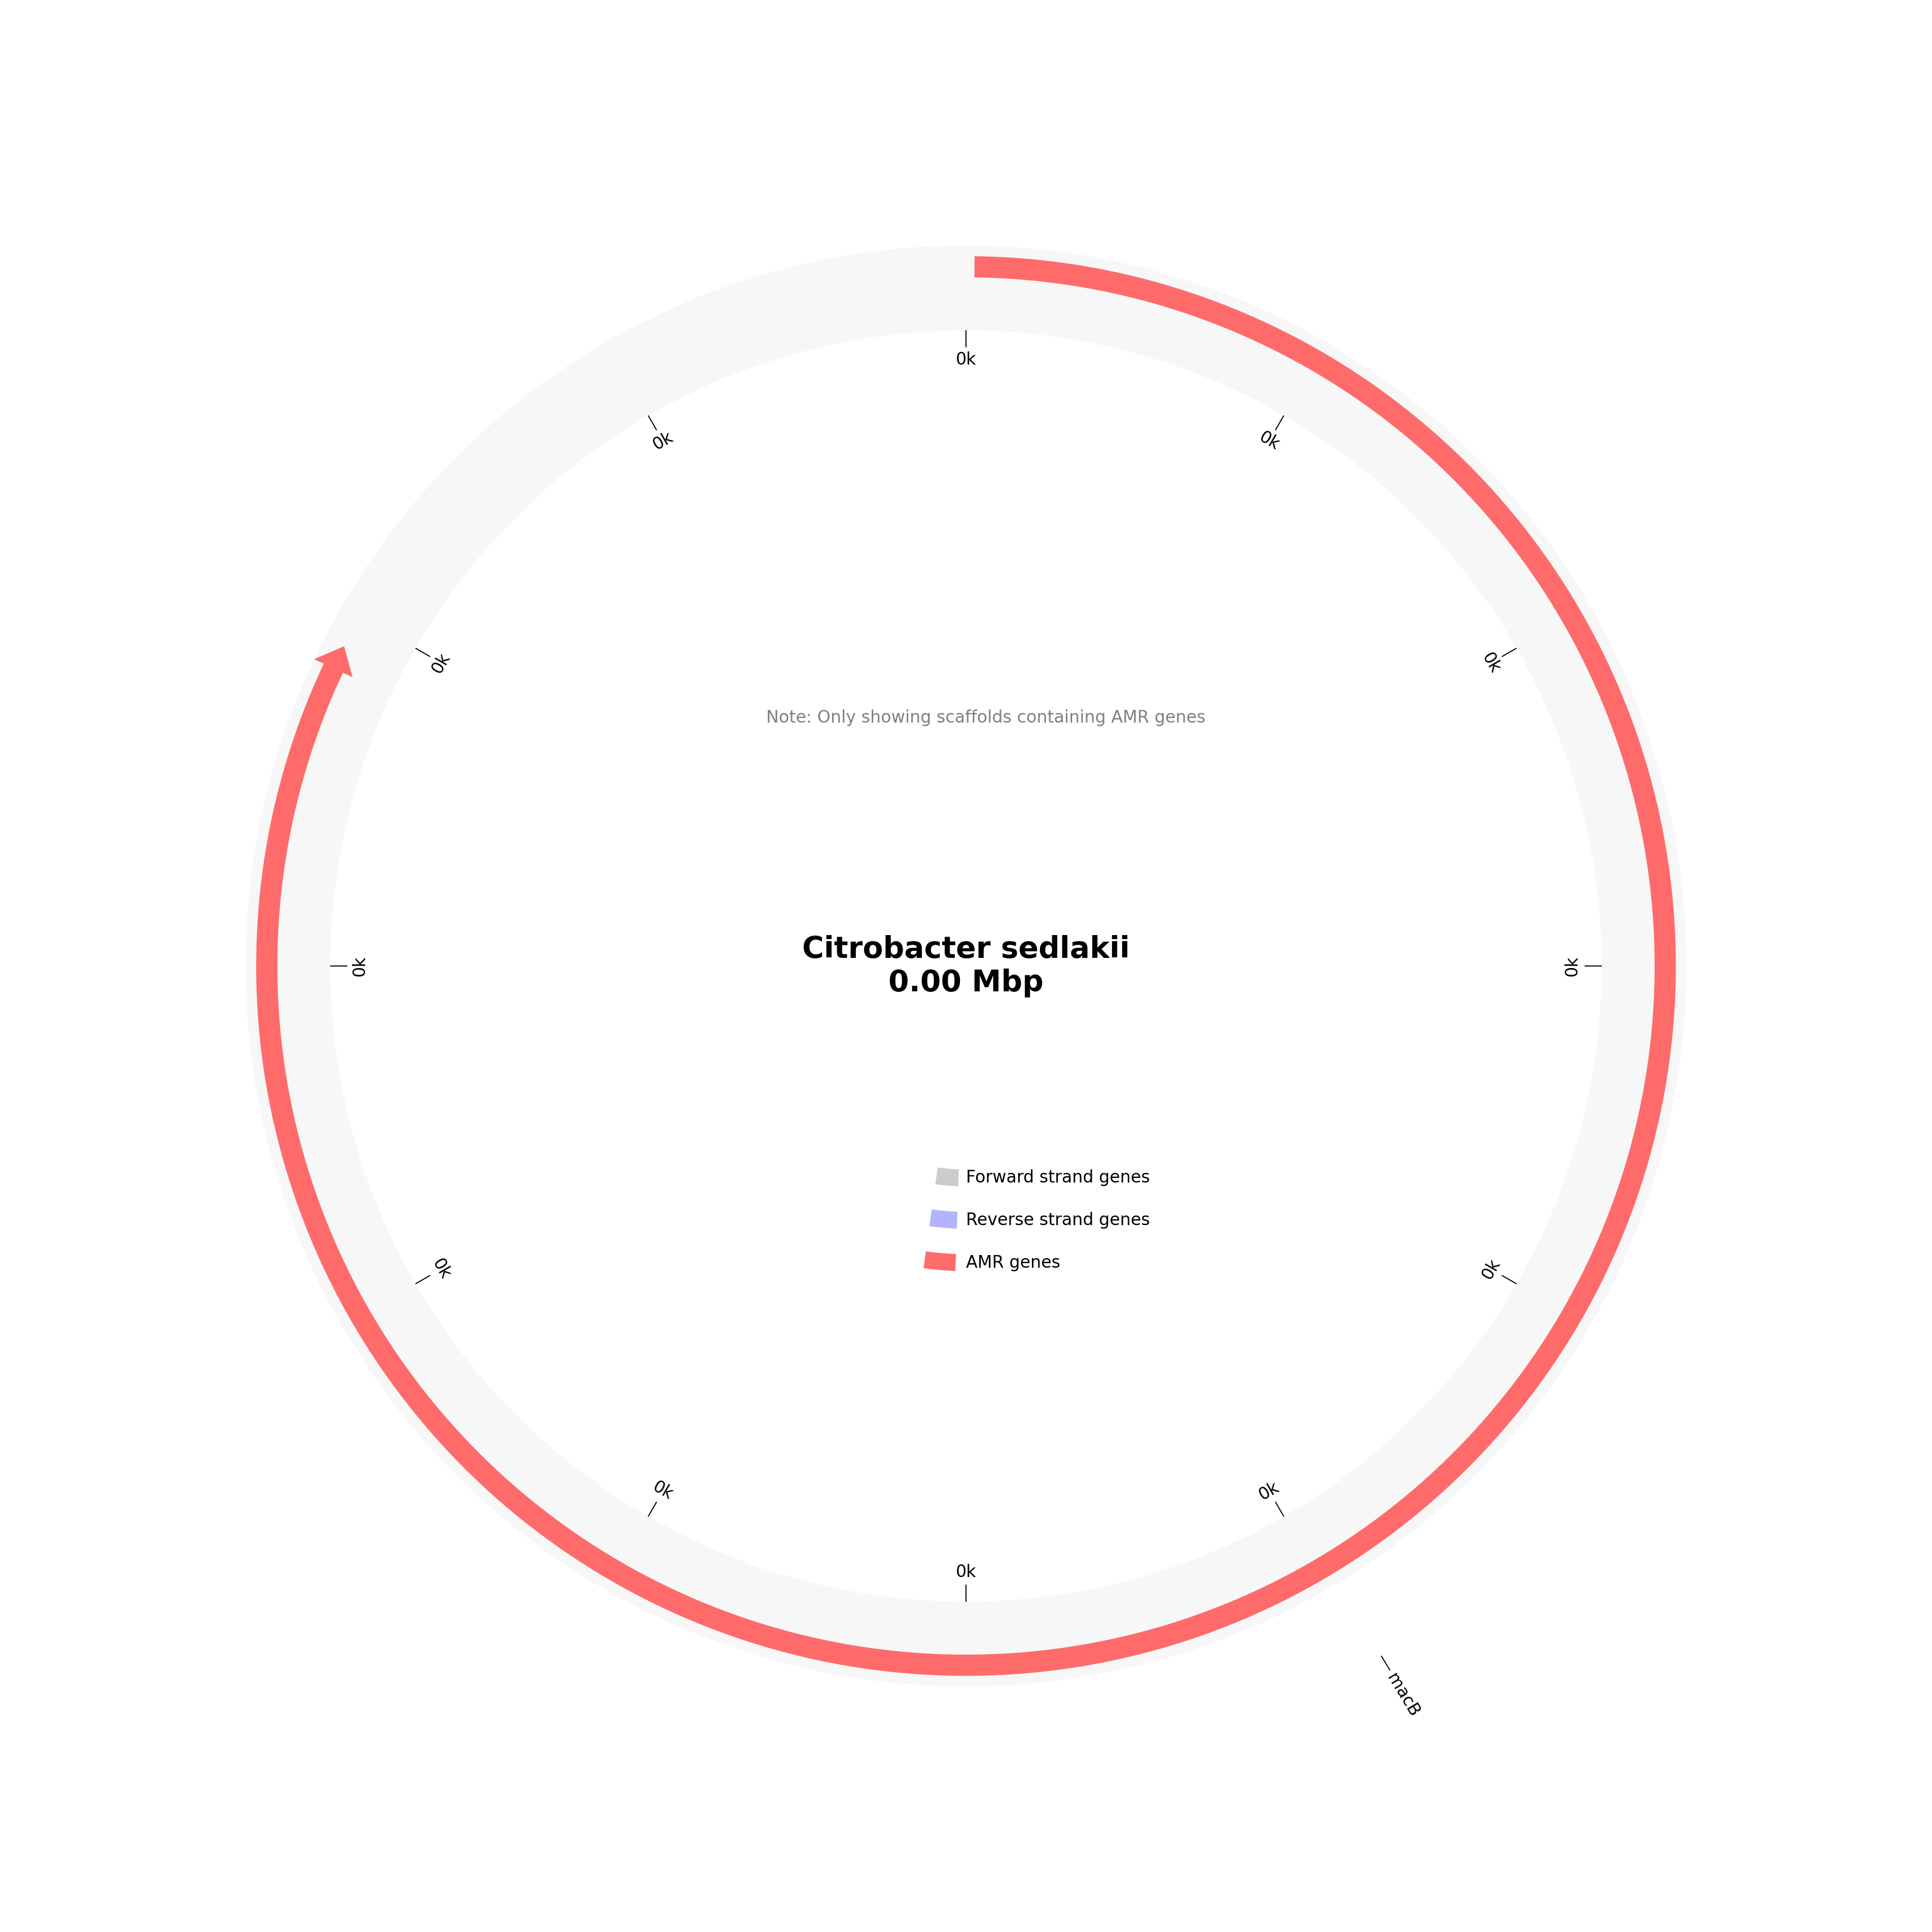 0k
0k
0k
0k
0k
Note: Only showing scaffolds containing AMR genes
Citrobacter sedlakii
0.00 Mbp
0k
0k
Forward strand genes
Reverse strand genes
AMR genes
0k
0k
0k
0k
0k
macB